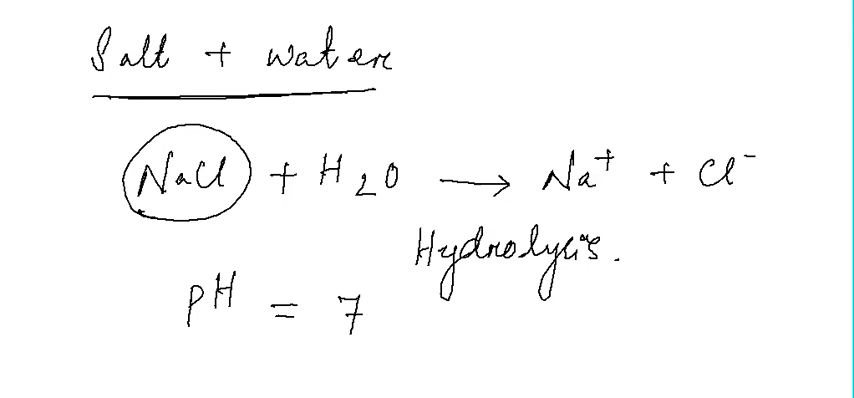 Salt + water
NaCl + H₂O → Na⁺ + Cl⁻
Hydrolysis.
pH = 7